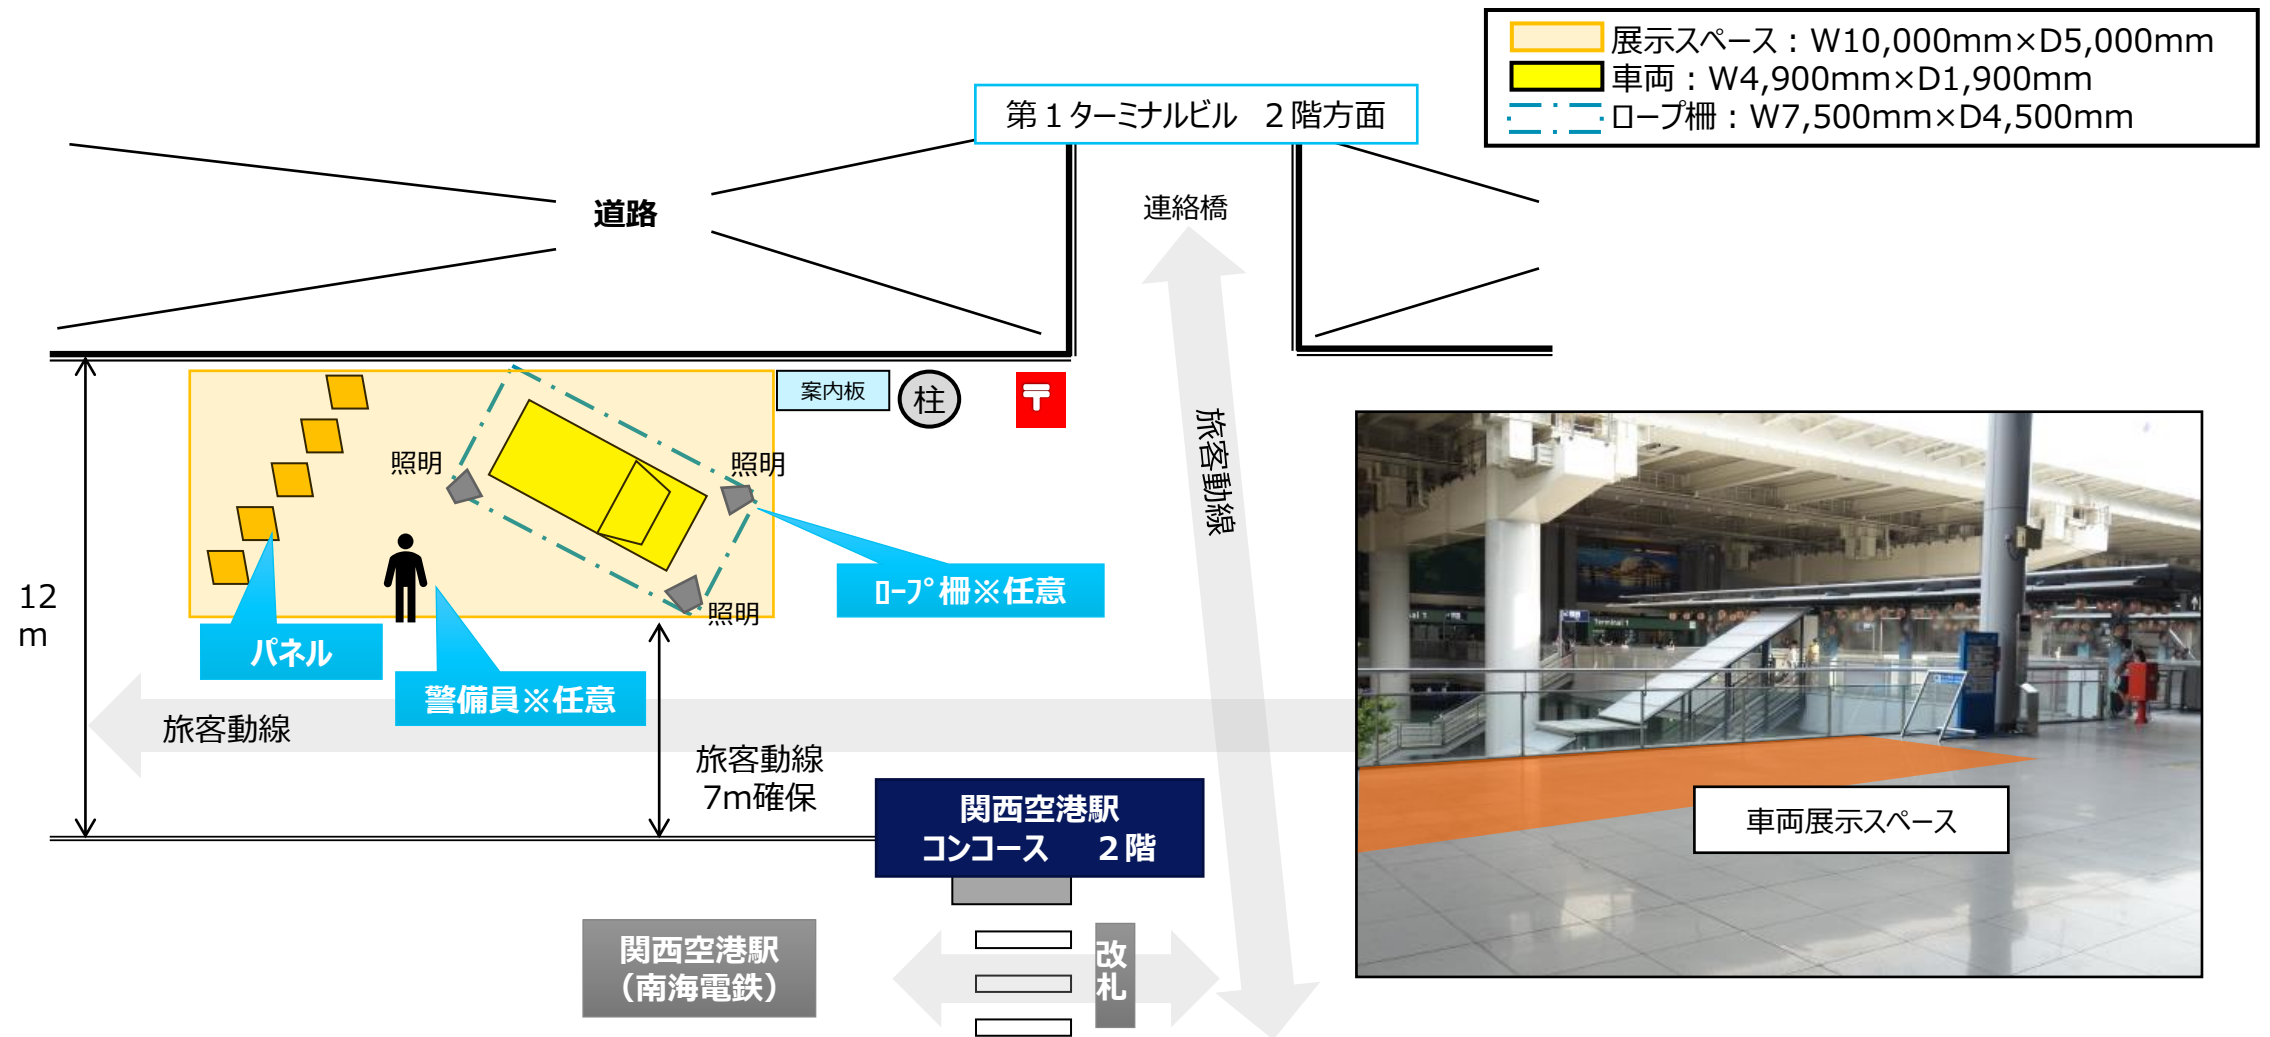 展示スペース：W10,000mm×D5,000mm
車両：W4,900mm×D1,900mm
ロープ柵：W7,500mm×D4,500mm
第１ターミナルビル　２階方面
道路
連絡橋
案内板
柱
〒
旅客動線
照明
照明
照明
ﾛｰﾌﾟ柵※任意
12
m
パネル
警備員※任意
旅客動線
旅客動線
7m確保
関西空港駅
コンコース　２階
関西空港駅
（南海電鉄）
改
札
Terminal 1
車両展示スペース